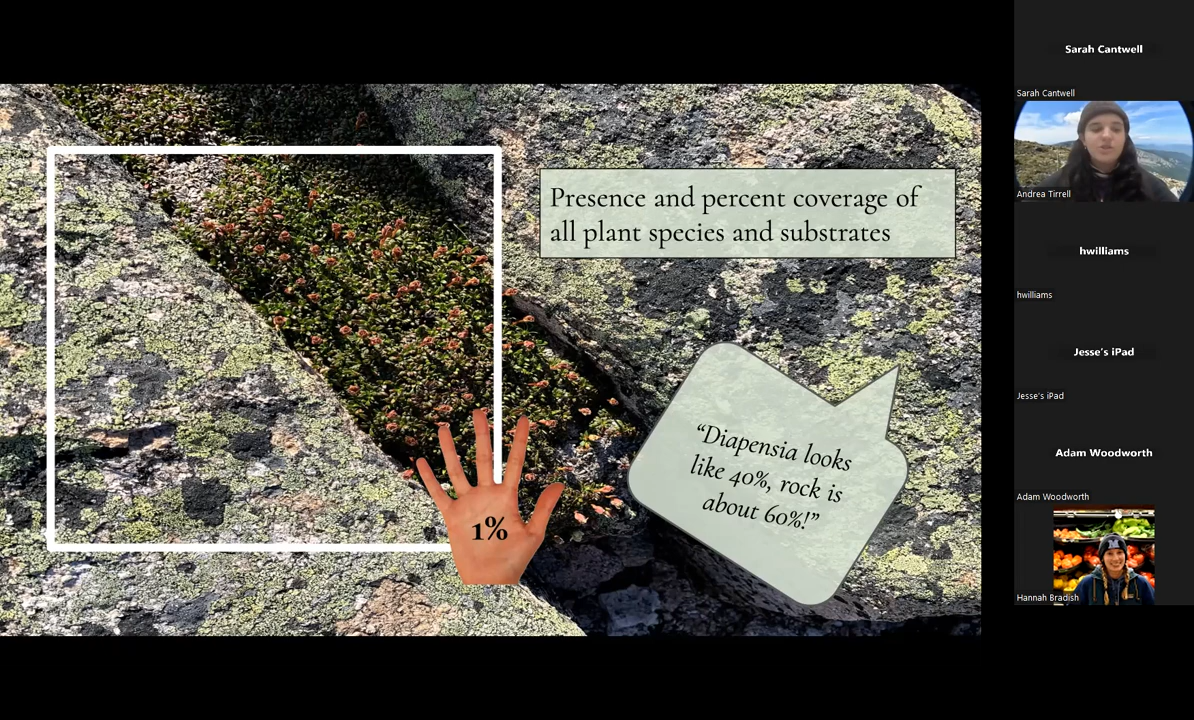 Presence and percent coverage of
all plant species and substrates
“Diapensia looks
like 40%, rock is
about 60%!”
1%
Sarah Cantwell
Sarah Cantwell
Andrea Tirrell
hwilliams
hwilliams
Jesse's iPad
Jesse's iPad
Adam Woodworth
Adam Woodworth
M
Hannah Bradish